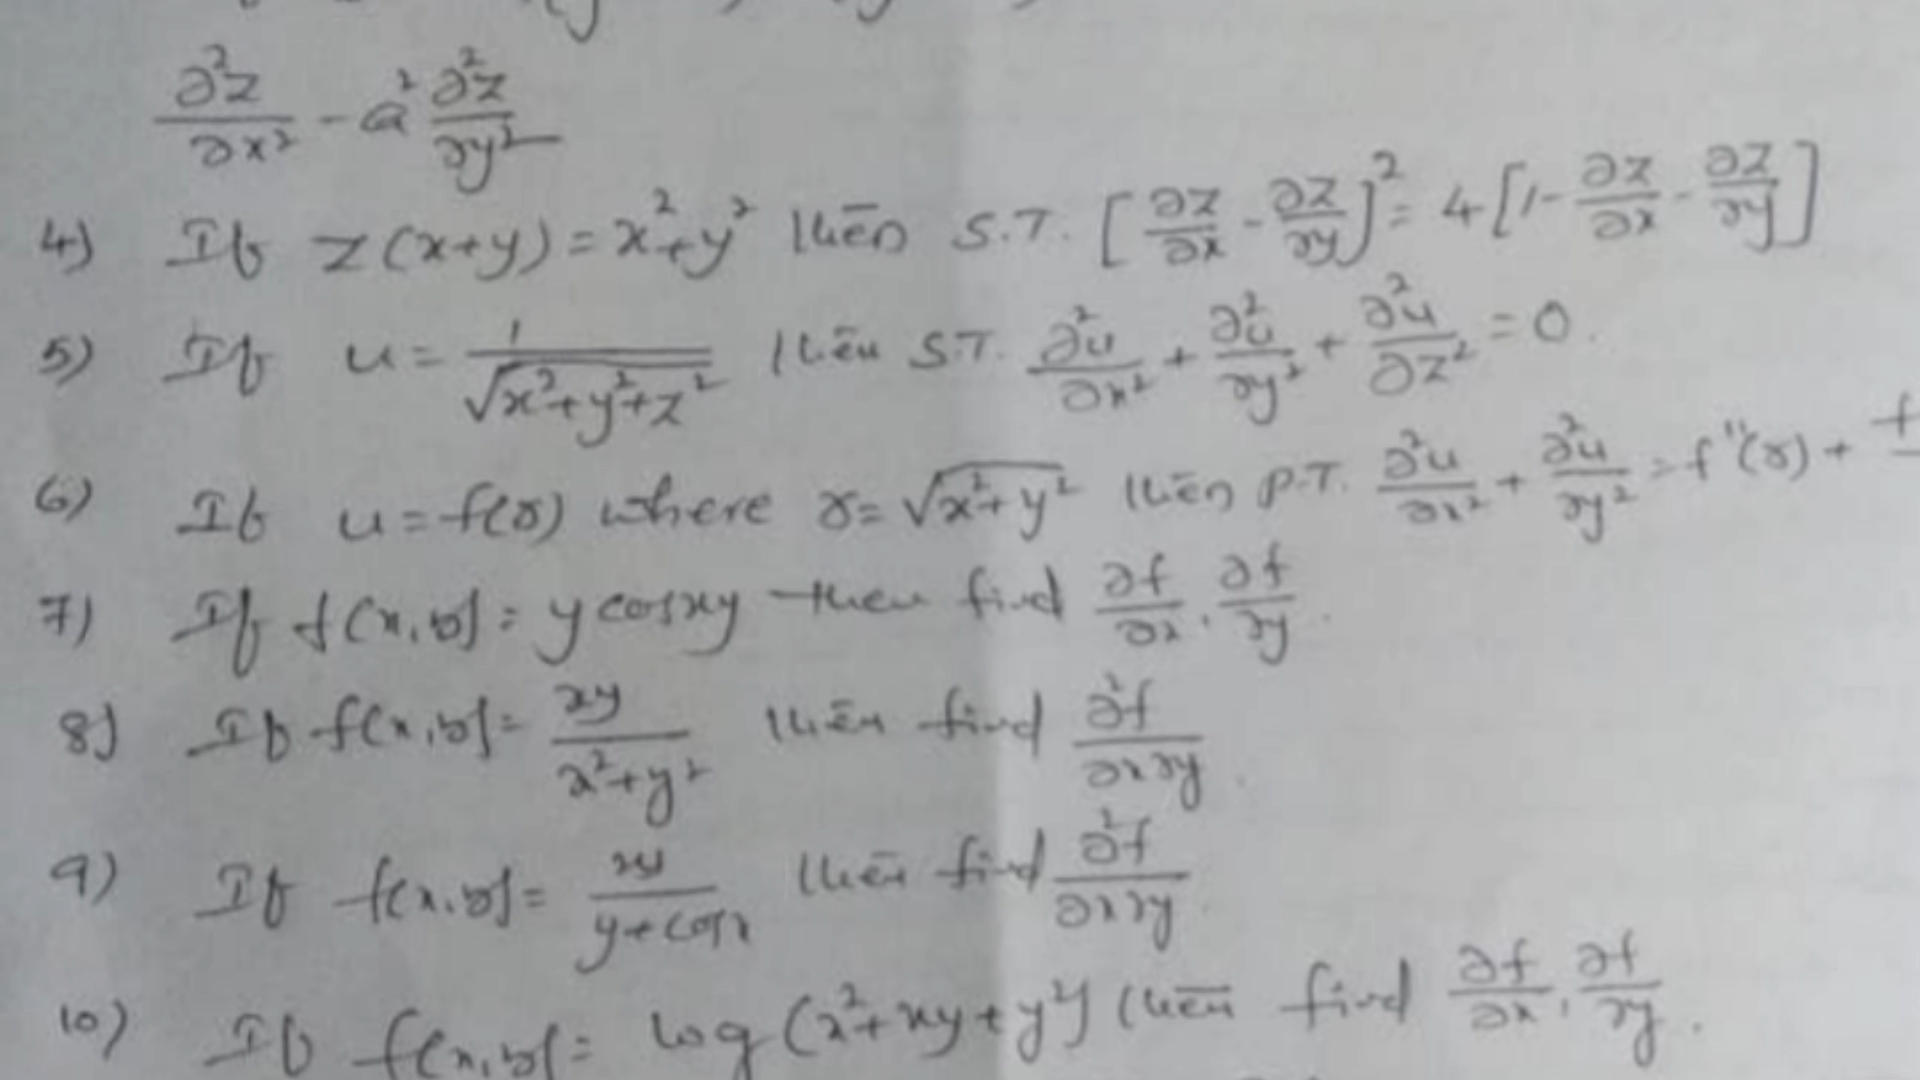 ∂²z/∂x² - a² ∂²z/∂y²
4) If z(x+y) = x²+y² then S.T. [∂z/∂x - ∂z/∂y]² = 4[1 - ∂z/∂x - ∂z/∂y]
5) If u = 1/√(x²+y²+z²) then S.T. ∂²u/∂x² + ∂²u/∂y² + ∂²u/∂z² = 0.
6) If u = f(r) where r = √(x²+y²) then P.T. ∂²u/∂x² + ∂²u/∂y² = f''(r) +
7) If f(x,y) = y cosxy then find ∂f/∂x, ∂f/∂y.
8) If f(x,y) = xy/(x²+y²) then find ∂²f/∂x∂y.
9) If f(x,y) = xy/(y+cosx) then find ∂²f/∂x∂y.
10) If f(x,y) = log(x²+xy+y²) then find ∂f/∂x, ∂f/∂y.